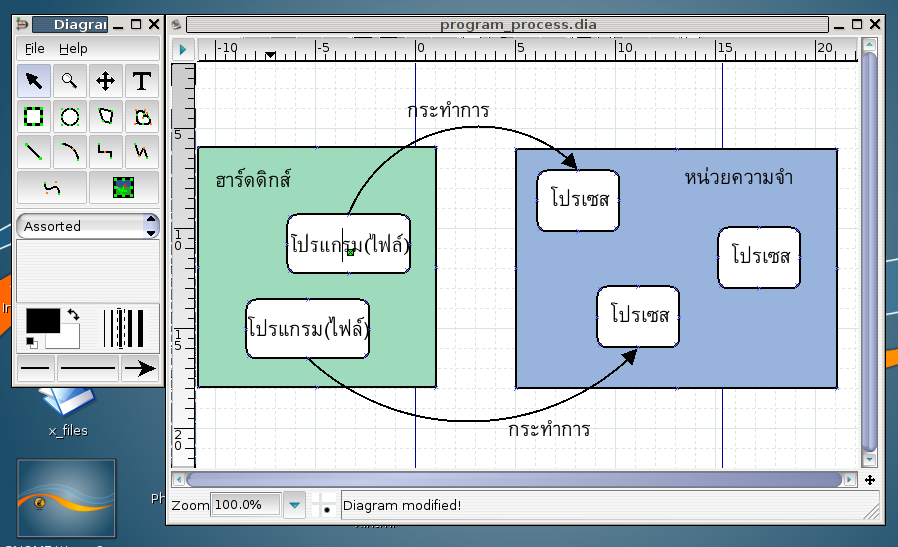 Diagra
File Help
Assorted
x_files
program_process.dia
-10 -5 0 5 10 15 20
5
10
15
20
กระทำการ
ฮาร์ดดิกส์
หน่วยความจำ
โปรเซส
โปรแกรม(ไฟล์)
โปรเซส
โปรเซส
โปรแกรม(ไฟล์)
กระทำการ
Zoom 100.0% Diagram modified!